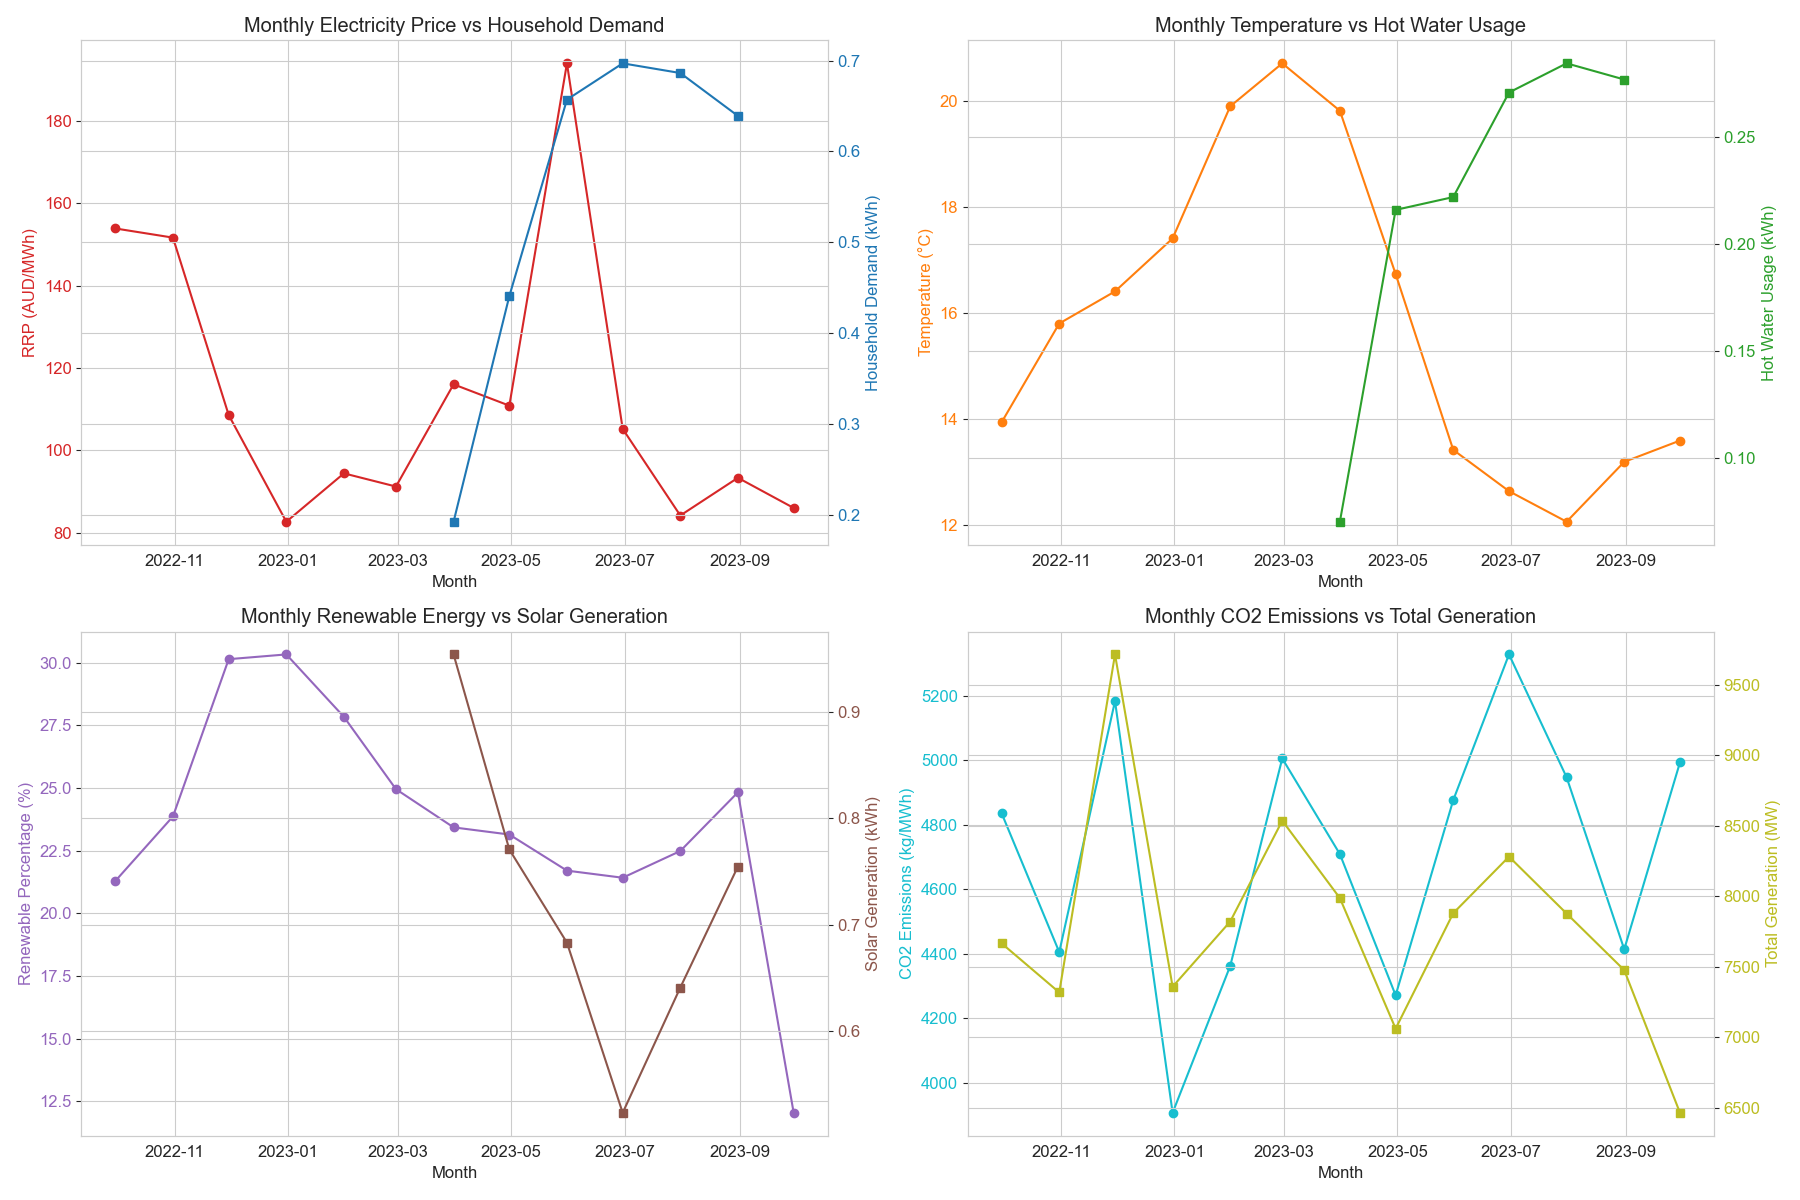 Monthly Electricity Price vs Household Demand
RRP (AUD/MWh)
180
160
140
120
100
80
0.7
0.6
0.5
0.4
0.3
0.2
Household Demand (kWh)
2022-11 2023-01 2023-03 2023-05 2023-07 2023-09
Month
Monthly Temperature vs Hot Water Usage
Temperature (°C)
20
18
16
14
12
0.25
0.20
0.15
0.10
Hot Water Usage (kWh)
2022-11 2023-01 2023-03 2023-05 2023-07 2023-09
Month
Monthly Renewable Energy vs Solar Generation
Renewable Percentage (%)
30.0
27.5
25.0
22.5
20.0
17.5
15.0
12.5
0.9
0.8
0.7
0.6
Solar Generation (kWh)
2022-11 2023-01 2023-03 2023-05 2023-07 2023-09
Month
Monthly CO2 Emissions vs Total Generation
CO2 Emissions (kg/MWh)
5200
5000
4800
4600
4400
4200
4000
9500
9000
8500
8000
7500
7000
6500
Total Generation (MW)
2022-11 2023-01 2023-03 2023-05 2023-07 2023-09
Month